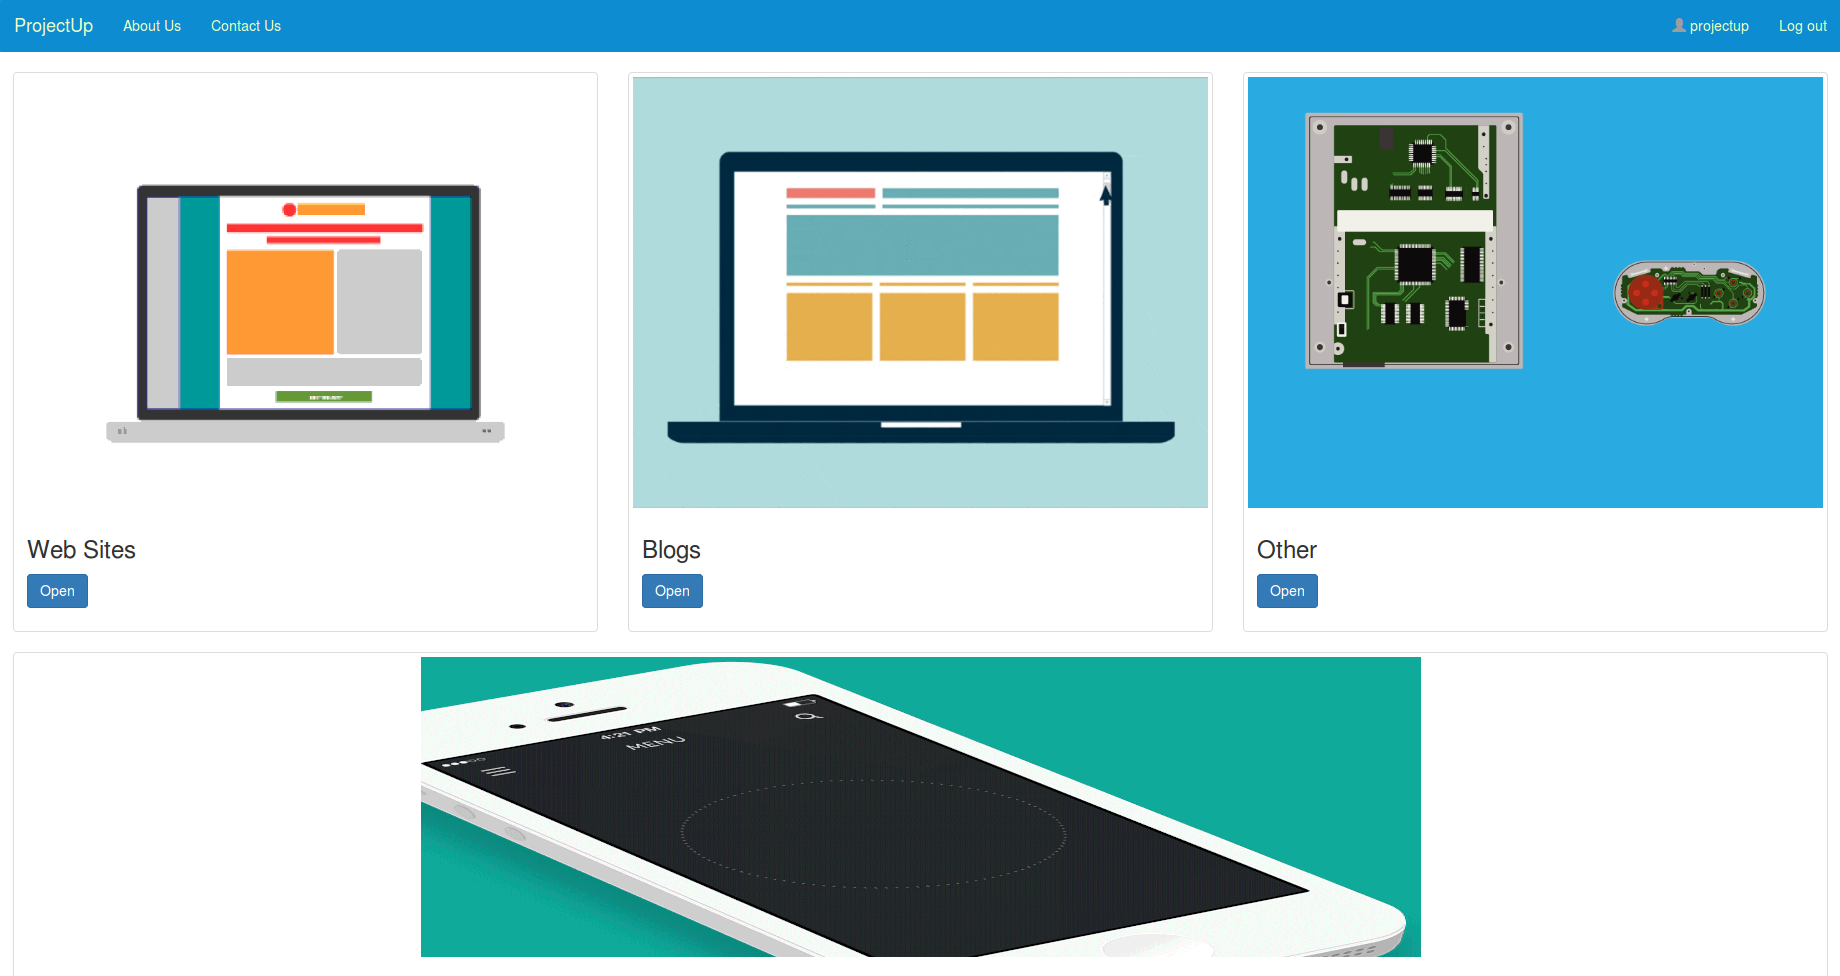 ProjectUp About Us Contact Us projectup Log out
Web Sites
Open
Blogs
Open
Other
Open
4:21 PM
MENU